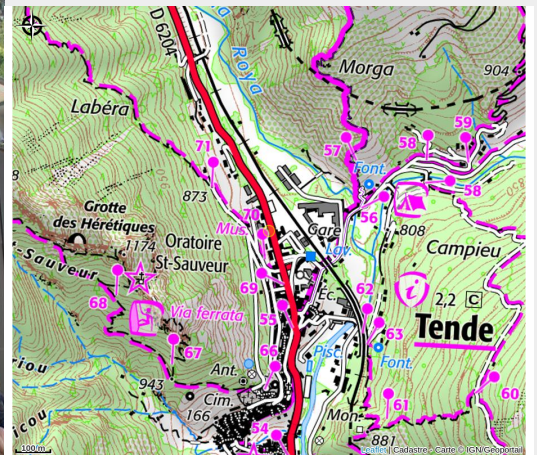 D 6204
Roya
Morga
904
Labéra
71
57
58
59
Font.
58
873
56
Grotte
des Hérétiques
70
Mus.
Gare
808
1174
Oratoire
St-Sauveur
Lav.
Campieu
t-Sauveur
68
69
Éc.
62
2,2 C
Via ferrata
55
63
Tende
67
66
Pisc.
Font.
iou
Ant.
943
60
Cim.
166
61
icou
54
Mon.
881
100 m
Leaflet | Cadastre - Carte © IGN/Geoportail